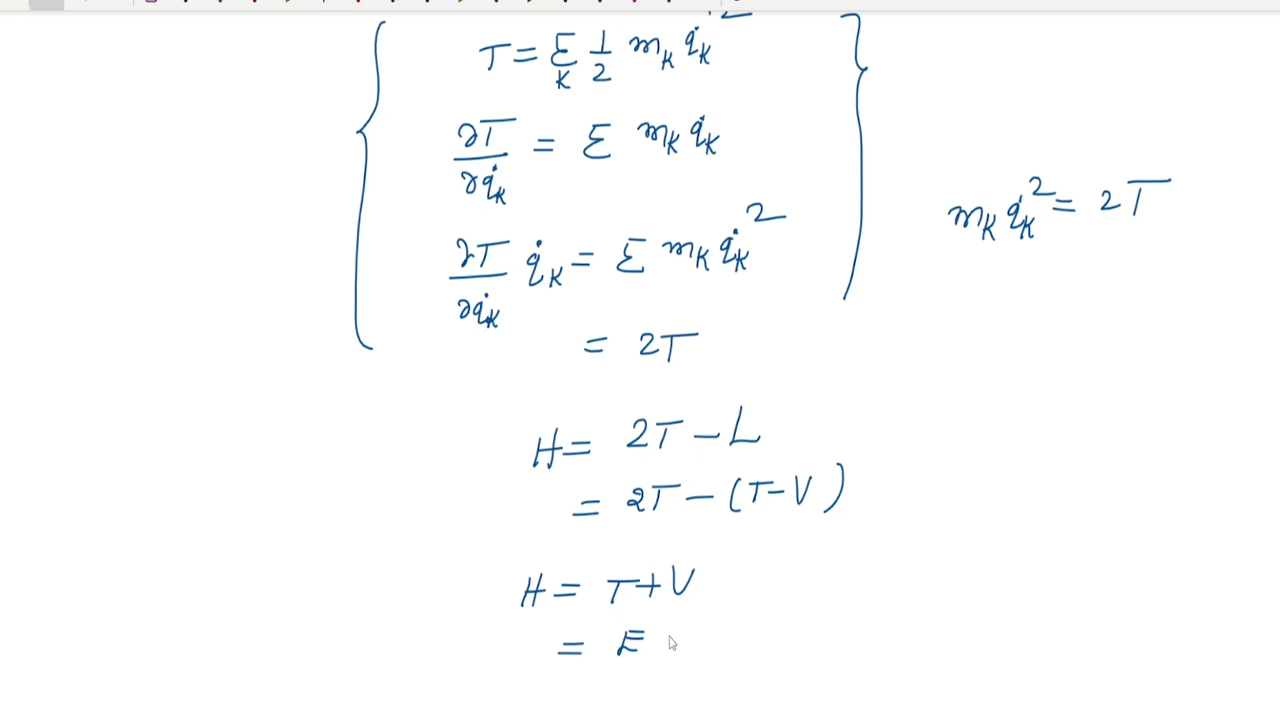 T = Σ_K 1/2 m_K q̇_K²
∂T/∂q̇_K = Σ m_K q̇_K
m_K q̇_K² = 2T
∂T/∂q̇_K q̇_K = Σ m_K q̇_K²
= 2T
H = 2T - L
= 2T - (T - V)
H = T + V
= E